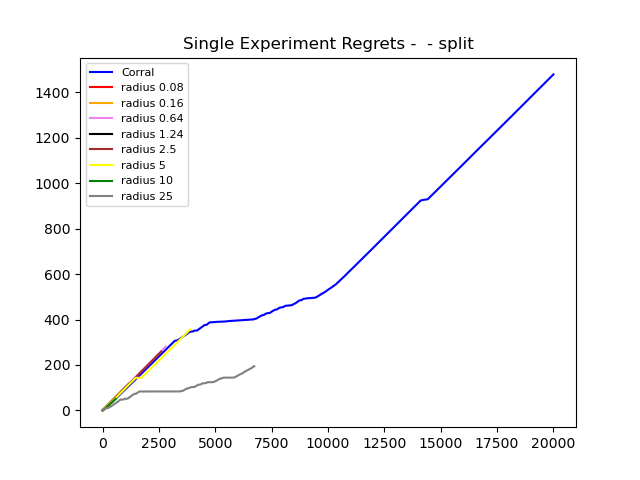 Single Experiment Regrets -  - split
Corral
radius 0.08
radius 0.16
radius 0.64
radius 1.24
radius 2.5
radius 5
radius 10
radius 25
1400
1200
1000
800
600
400
200
0
0 2500 5000 7500 10000 12500 15000 17500 20000